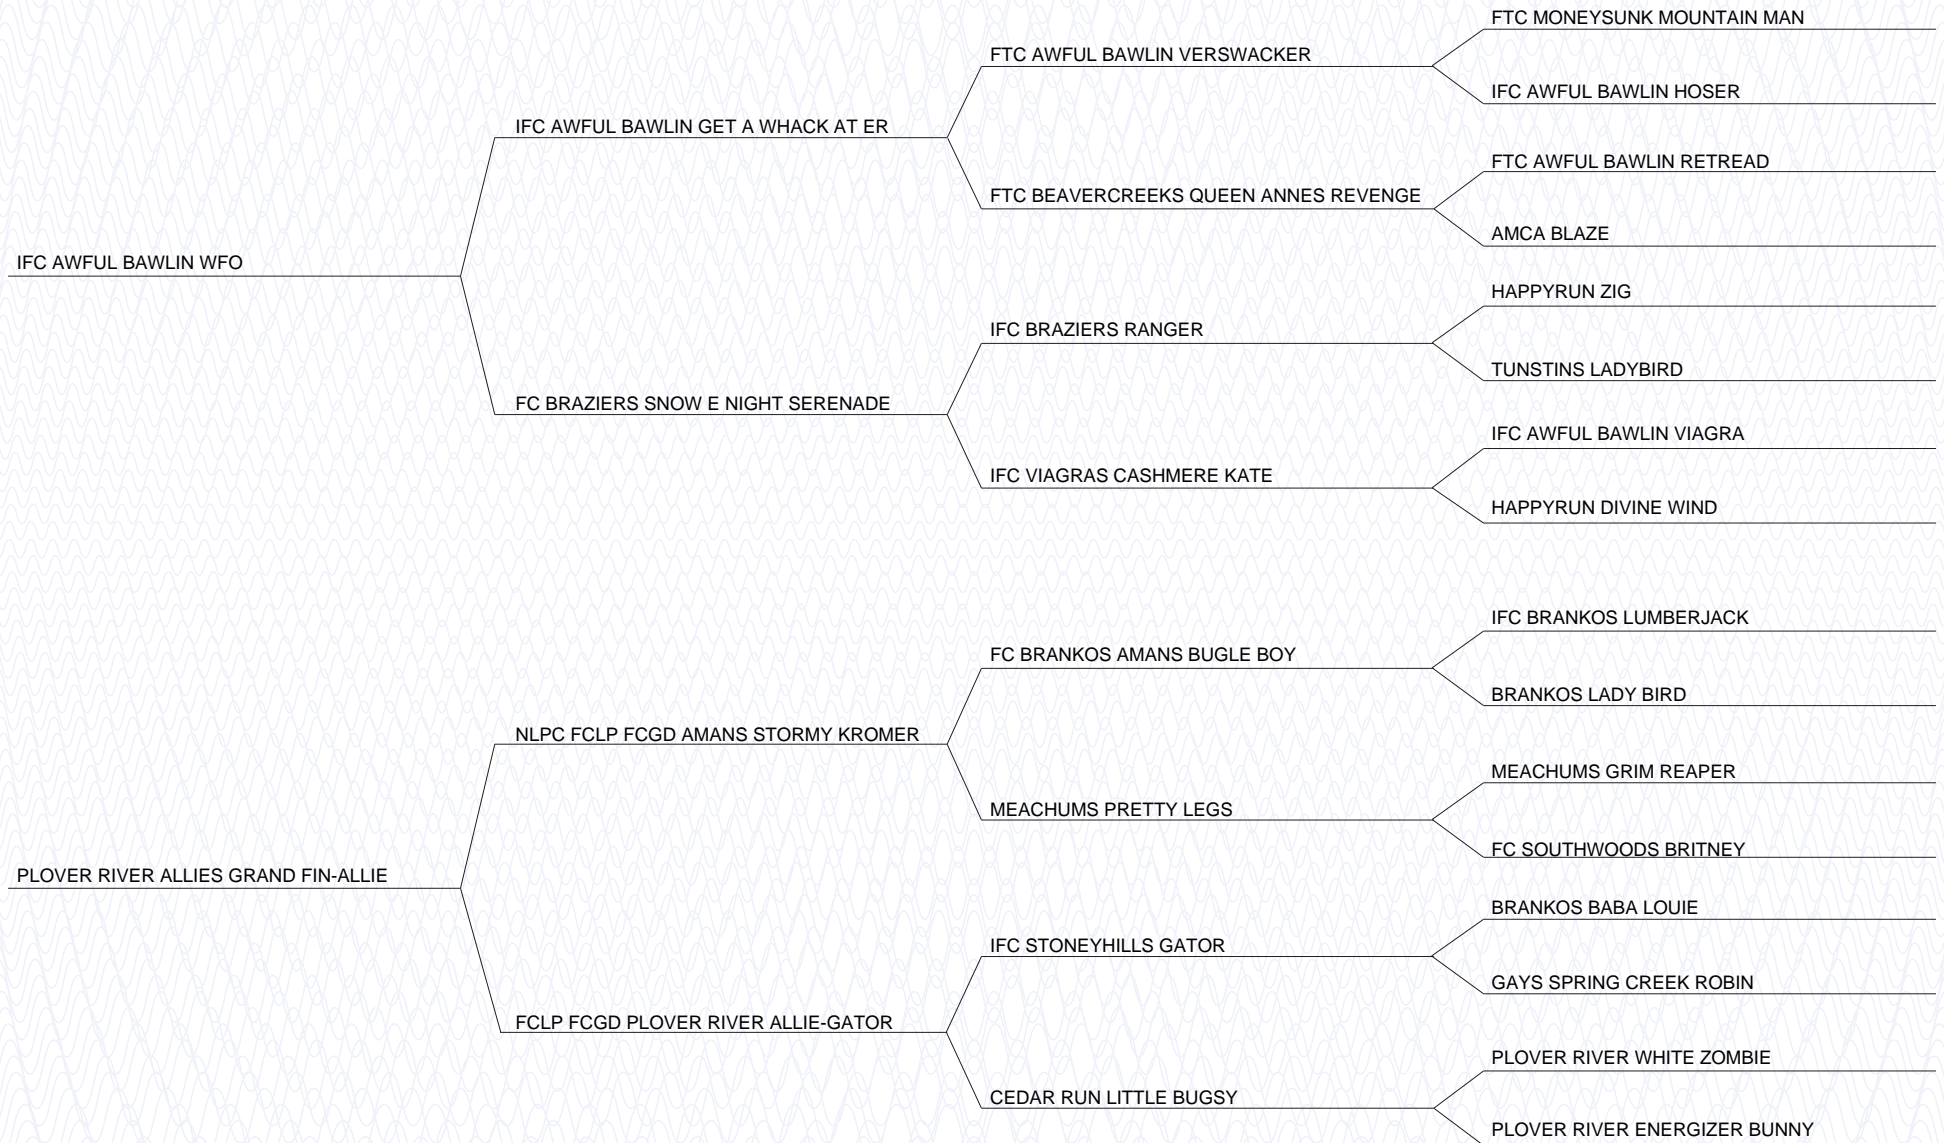 FTC MONEYSUNK MOUNTAIN MAN
FTC AWFUL BAWLIN VERSWACKER
IFC AWFUL BAWLIN HOSER
IFC AWFUL BAWLIN GET A WHACK AT ER
FTC AWFUL BAWLIN RETREAD
FTC BEAVERCREEKS QUEEN ANNES REVENGE
AMCA BLAZE
IFC AWFUL BAWLIN WFO
HAPPYRUN ZIG
IFC BRAZIERS RANGER
TUNSTINS LADYBIRD
FC BRAZIERS SNOW E NIGHT SERENADE
IFC AWFUL BAWLIN VIAGRA
IFC VIAGRAS CASHMERE KATE
HAPPYRUN DIVINE WIND
IFC BRANKOS LUMBERJACK
FC BRANKOS AMANS BUGLE BOY
BRANKOS LADY BIRD
NLPC FCLP FCGD AMANS STORMY KROMER
MEACHUMS GRIM REAPER
MEACHUMS PRETTY LEGS
FC SOUTHWOODS BRITNEY
PLOVER RIVER ALLIES GRAND FIN-ALLIE
BRANKOS BABA LOUIE
IFC STONEYHILLS GATOR
GAYS SPRING CREEK ROBIN
FCLP FCGD PLOVER RIVER ALLIE-GATOR
PLOVER RIVER WHITE ZOMBIE
CEDAR RUN LITTLE BUGSY
PLOVER RIVER ENERGIZER BUNNY